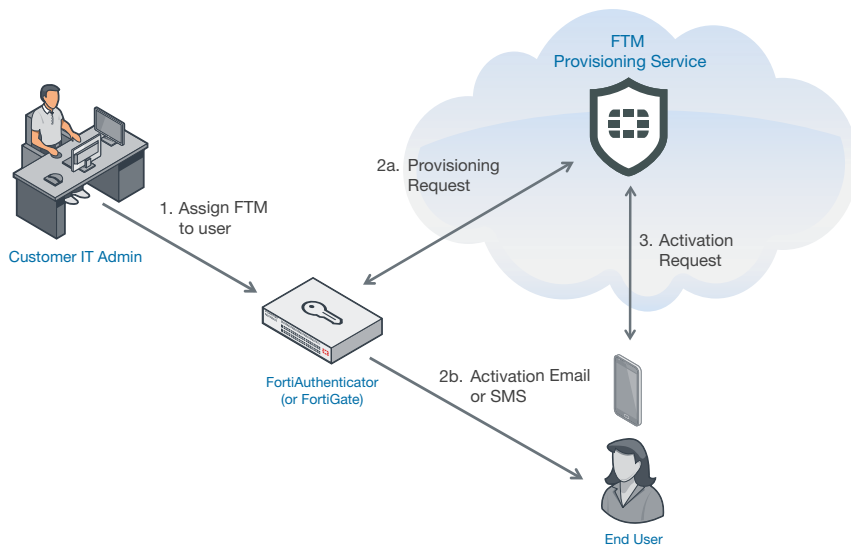 FTM
Provisioning Service
2a. Provisioning
Request
1. Assign FTM
to user
Customer IT Admin
3. Activation
Request
FortiAuthenticator
(or FortiGate)
2b. Activation Email
or SMS
End User